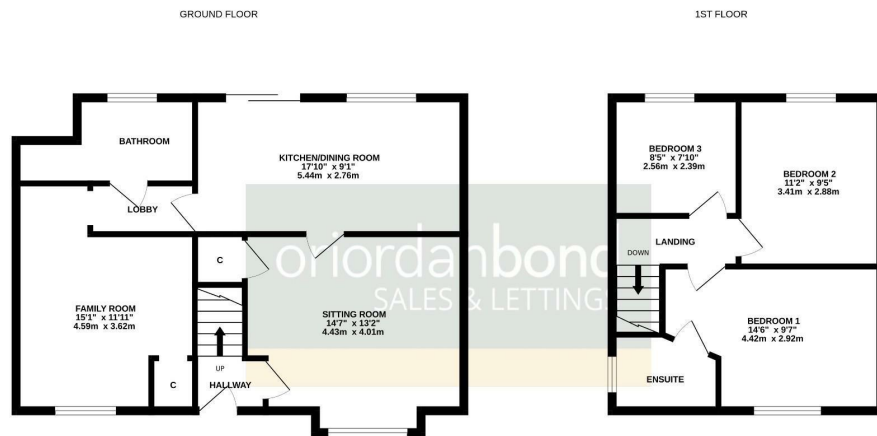 GROUND FLOOR
1ST FLOOR
BATHROOM
KITCHEN/DINING ROOM
17'10" x 9'1"
5.44m x 2.76m
LOBBY
C
FAMILY ROOM
15'1" x 11'11"
4.59m x 3.62m
SITTING ROOM
14'7" x 13'2"
4.43m x 4.01m
C
UP
HALLWAY
BEDROOM 3
8'5" x 7'10"
2.56m x 2.39m
BEDROOM 2
11'2" x 9'5"
3.41m x 2.88m
LANDING
DOWN
BEDROOM 1
14'6" x 9'7"
4.42m x 2.92m
ENSUITE
oriordanbond
SALES & LETTINGS